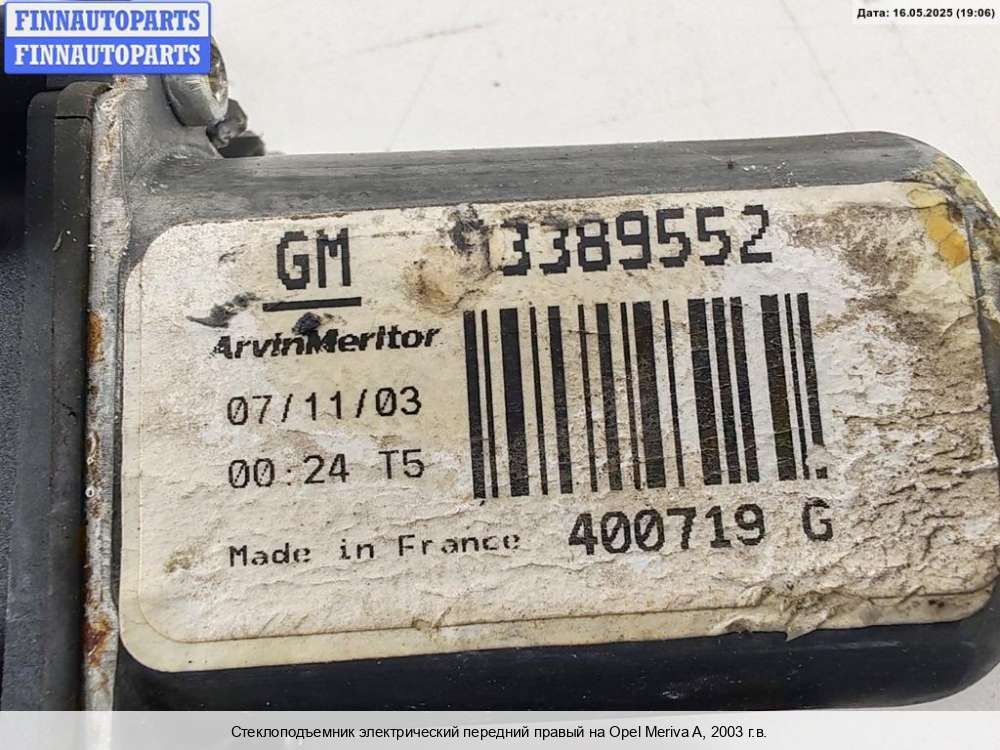 FINNAUTOPARTS
FINNAUTOPARTS
Дата: 16.05.2025 (19:06)
GM
ArvinMeritor
07/11/03
00:24 T5
Made in France
400719 G
Стеклоподъемник электрический передний правый на Opel Meriva A, 2003 г.в.